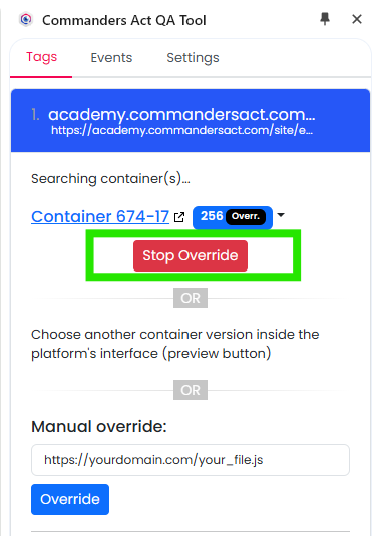 Commanders Act QA Tool
Tags Events Settings
1. academy.commandersact.com...
https://academy.commandersact.com/site/e...
Searching container(s)...
Container 674-17 256 Overr.
Stop Override
OR
Choose another container version inside the
platform's interface (preview button)
OR
Manual override:
https://yourdomain.com/your_file.js
Override